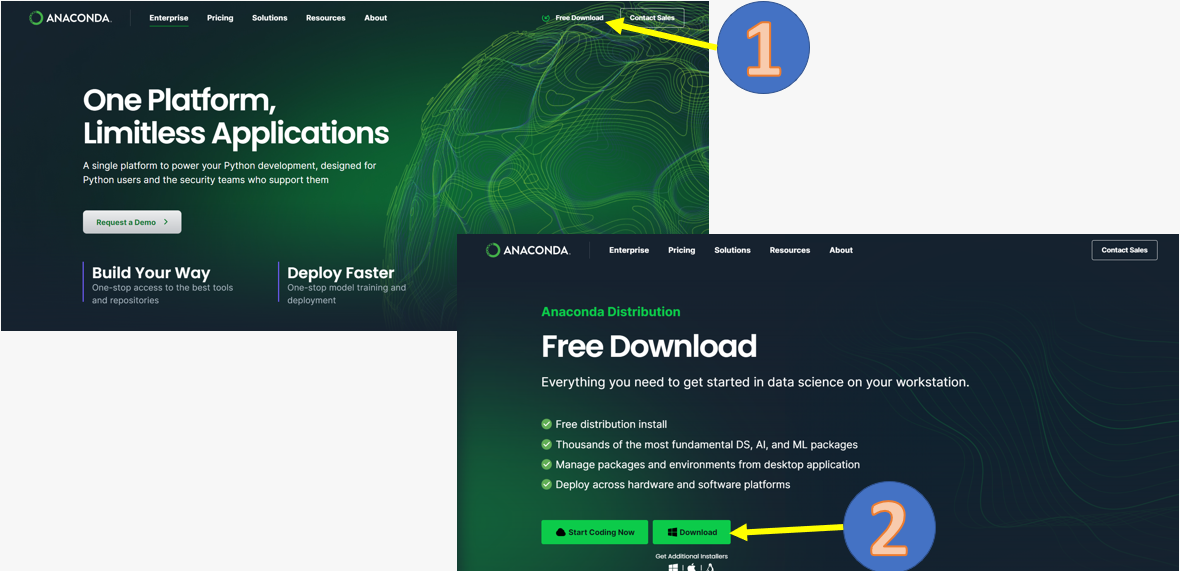 ANACONDA.
Enterprise Pricing Solutions Resources About
Free Download
Contact Sales
1
One Platform,
Limitless Applications
A single platform to power your Python development, designed for
Python users and the security teams who support them
Request a Demo
Build Your Way
One-stop access to the best tools
and repositories
Deploy Faster
One-stop model training and
deployment
ANACONDA.
Enterprise Pricing Solutions Resources About
Contact Sales
Anaconda Distribution
Free Download
Everything you need to get started in data science on your workstation.
Free distribution install
Thousands of the most fundamental DS, AI, and ML packages
Manage packages and environments from desktop application
Deploy across hardware and software platforms
Start Coding Now
Download
2
Get Additional Installers